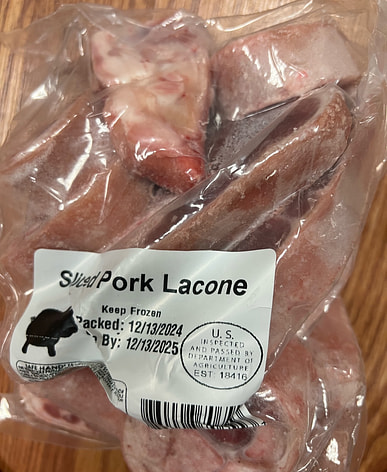 Sliced Pork Lacone
Keep Frozen
Packed: 12/13/2024
By: 12/13/2025
U.S.
INSPECTED
AND PASSED BY
DEPARTMENT OF
AGRICULTURE
EST. 18416